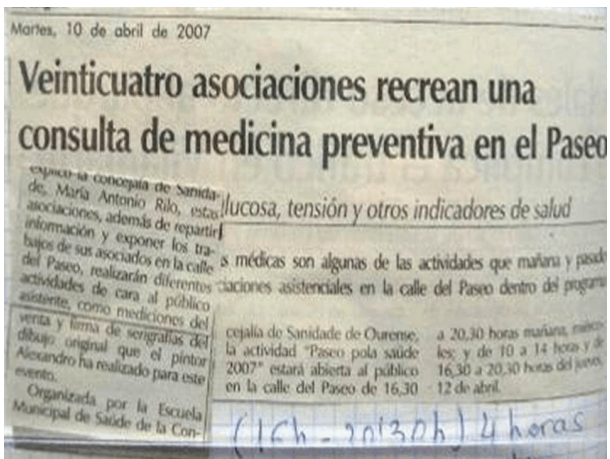 Martes, 10 de abril de 2007
Veinticuatro asociaciones recrean una
consulta de medicina preventiva en el Paseo
lucosa, tensión y otros indicadores de salud
s médicas son algunas de las actividades que mañana y pasado
ciaciones asistenciales en la calle del Paseo dentro del programa
explicó la concejala de Sanida-
de, María Antonio Rilo, estas
asociaciones, además de repartir
información y exponer los tra-
bajos de sus asociados en la calle
del Paseo, realizarán diferentes
actividades de cara al público
asistente, como mediciones del
venta y firma de serigrafías del
dibujo original que el pintor
Alexandro ha realizado para este
evento.
Organizada por la Escuela
Municipal de Saúde de la Con-
cejalía de Sanidade de Ourense,
la actividad "Paseo pola saúde
2007" estará abierta al público
en la calle del Paseo de 16,30
a 20,30 horas mañana, miérco-
les; y de 10 a 14 horas y de
16,30 a 20,30 horas del jueves,
12 de abril.
(16h - 20'30h) 4 horas